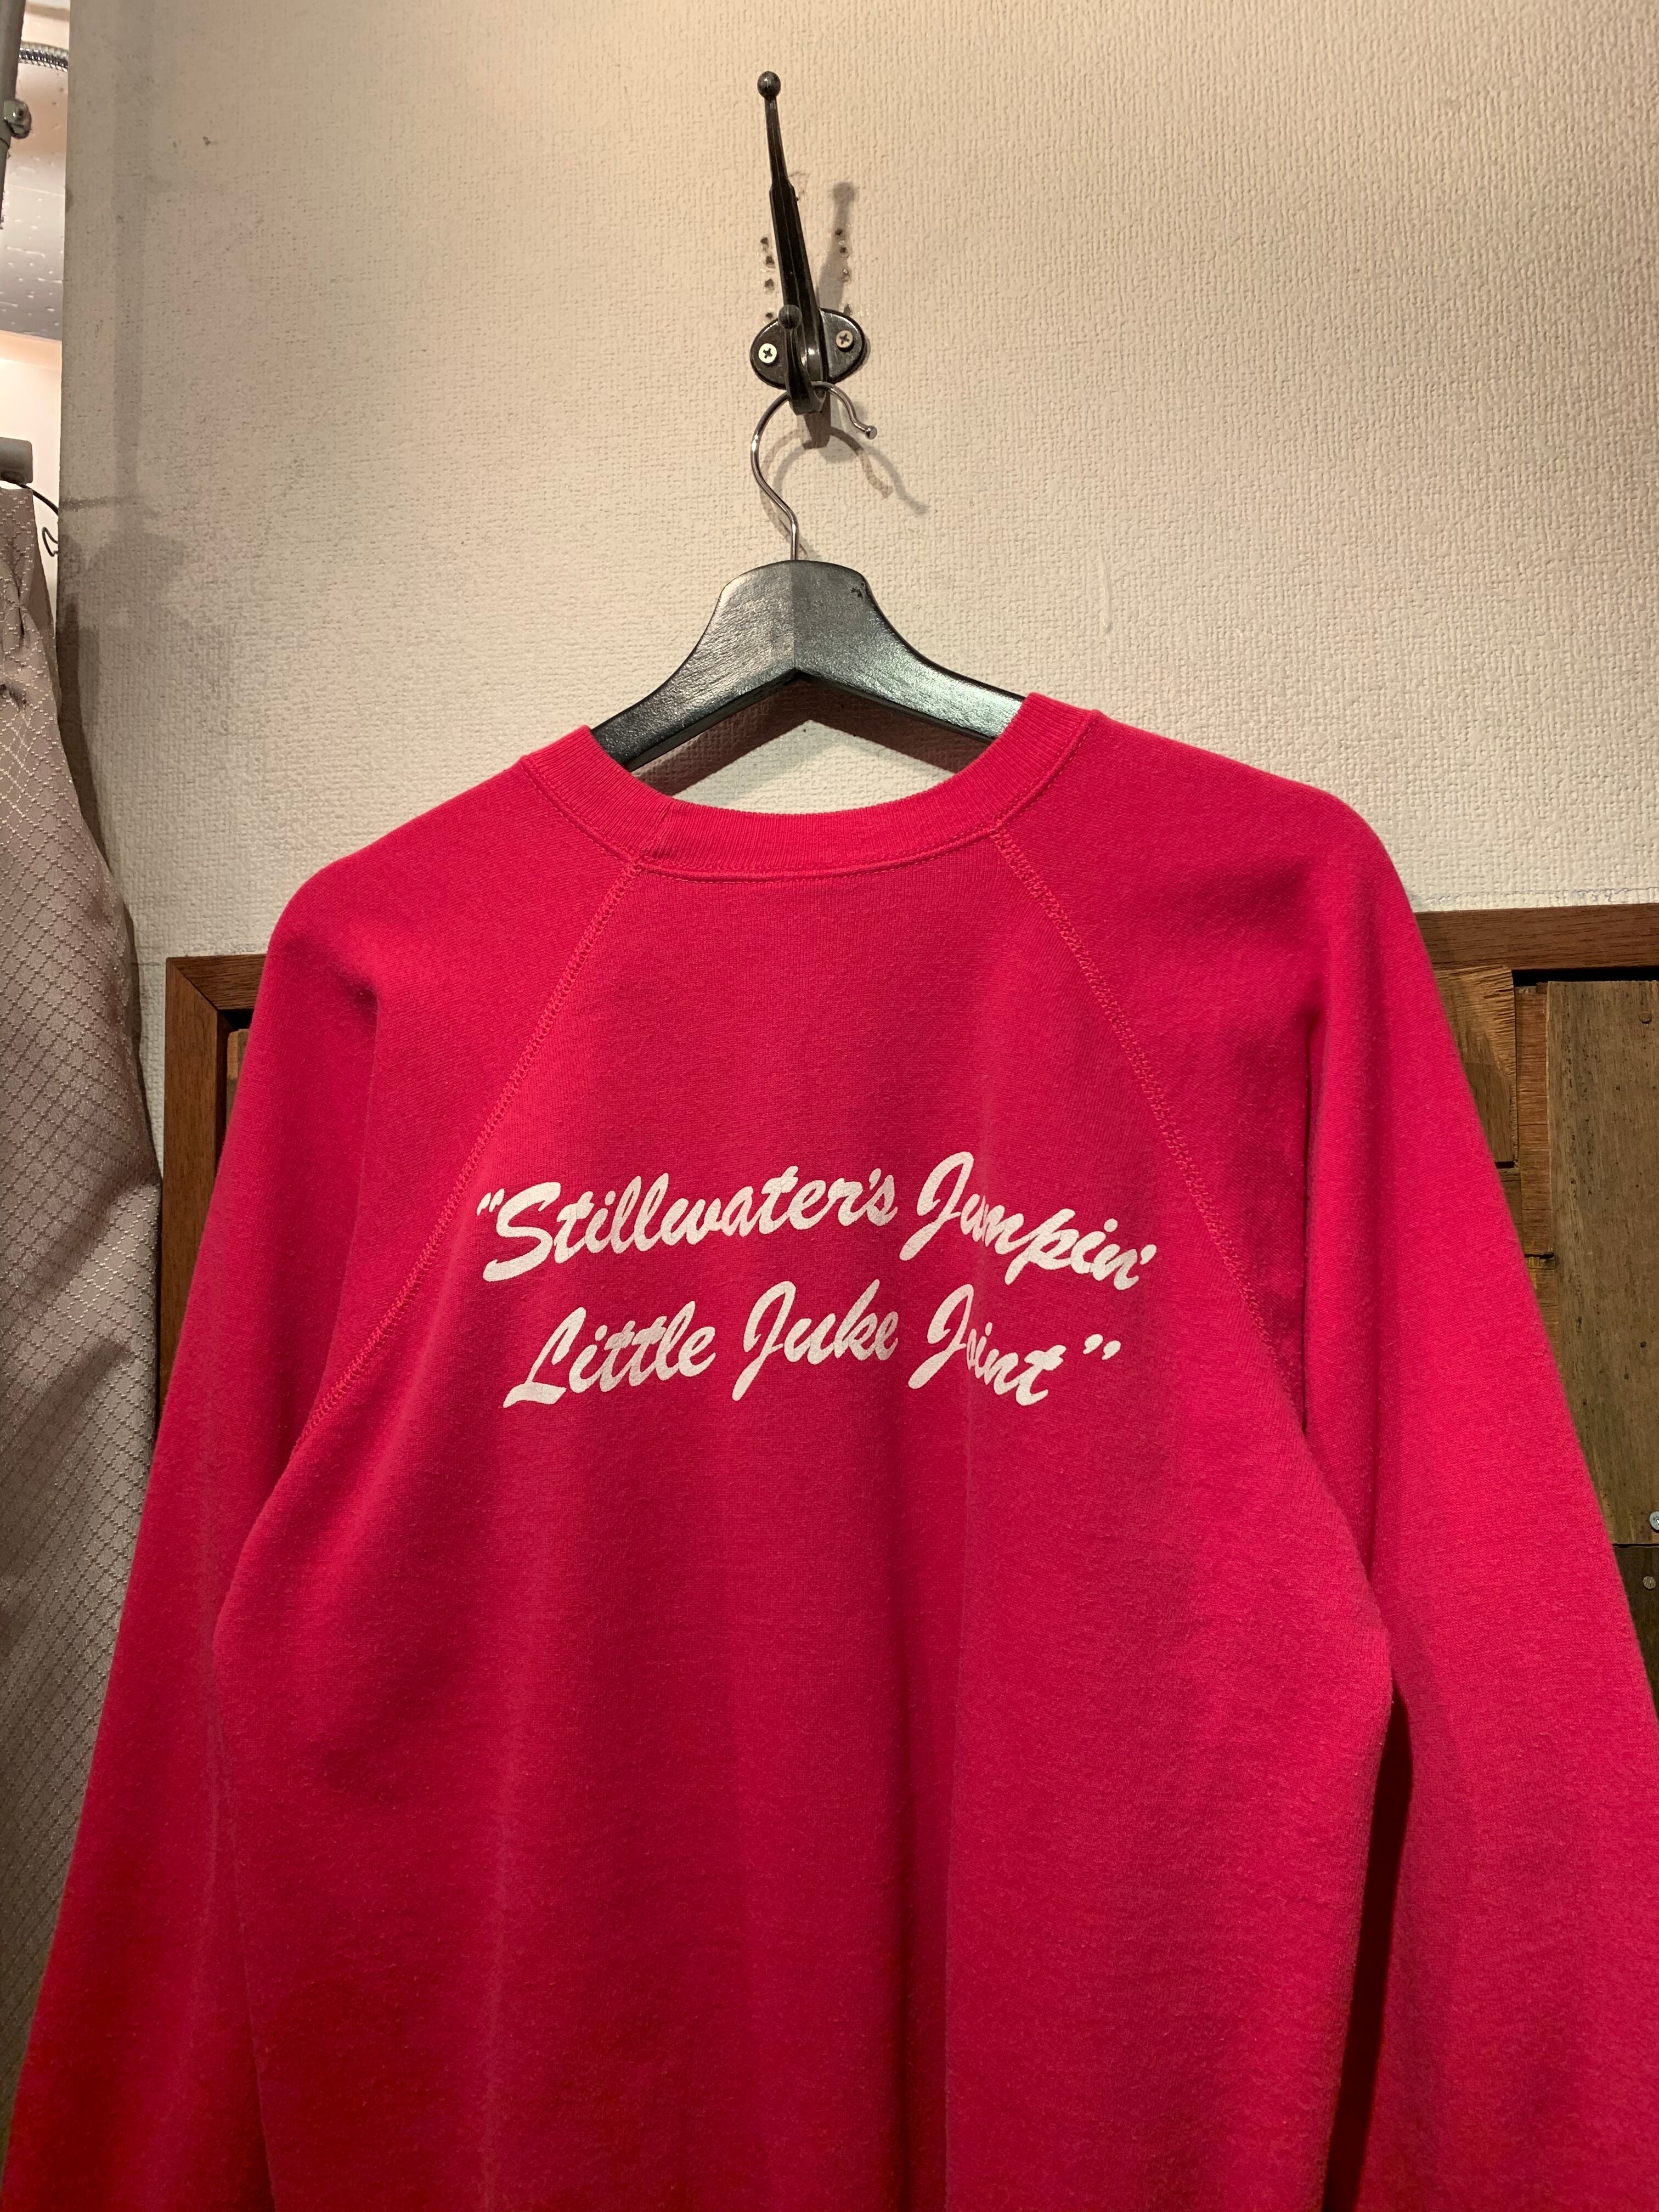 “Stillwater's Jumpin'
Little Juke Joint”